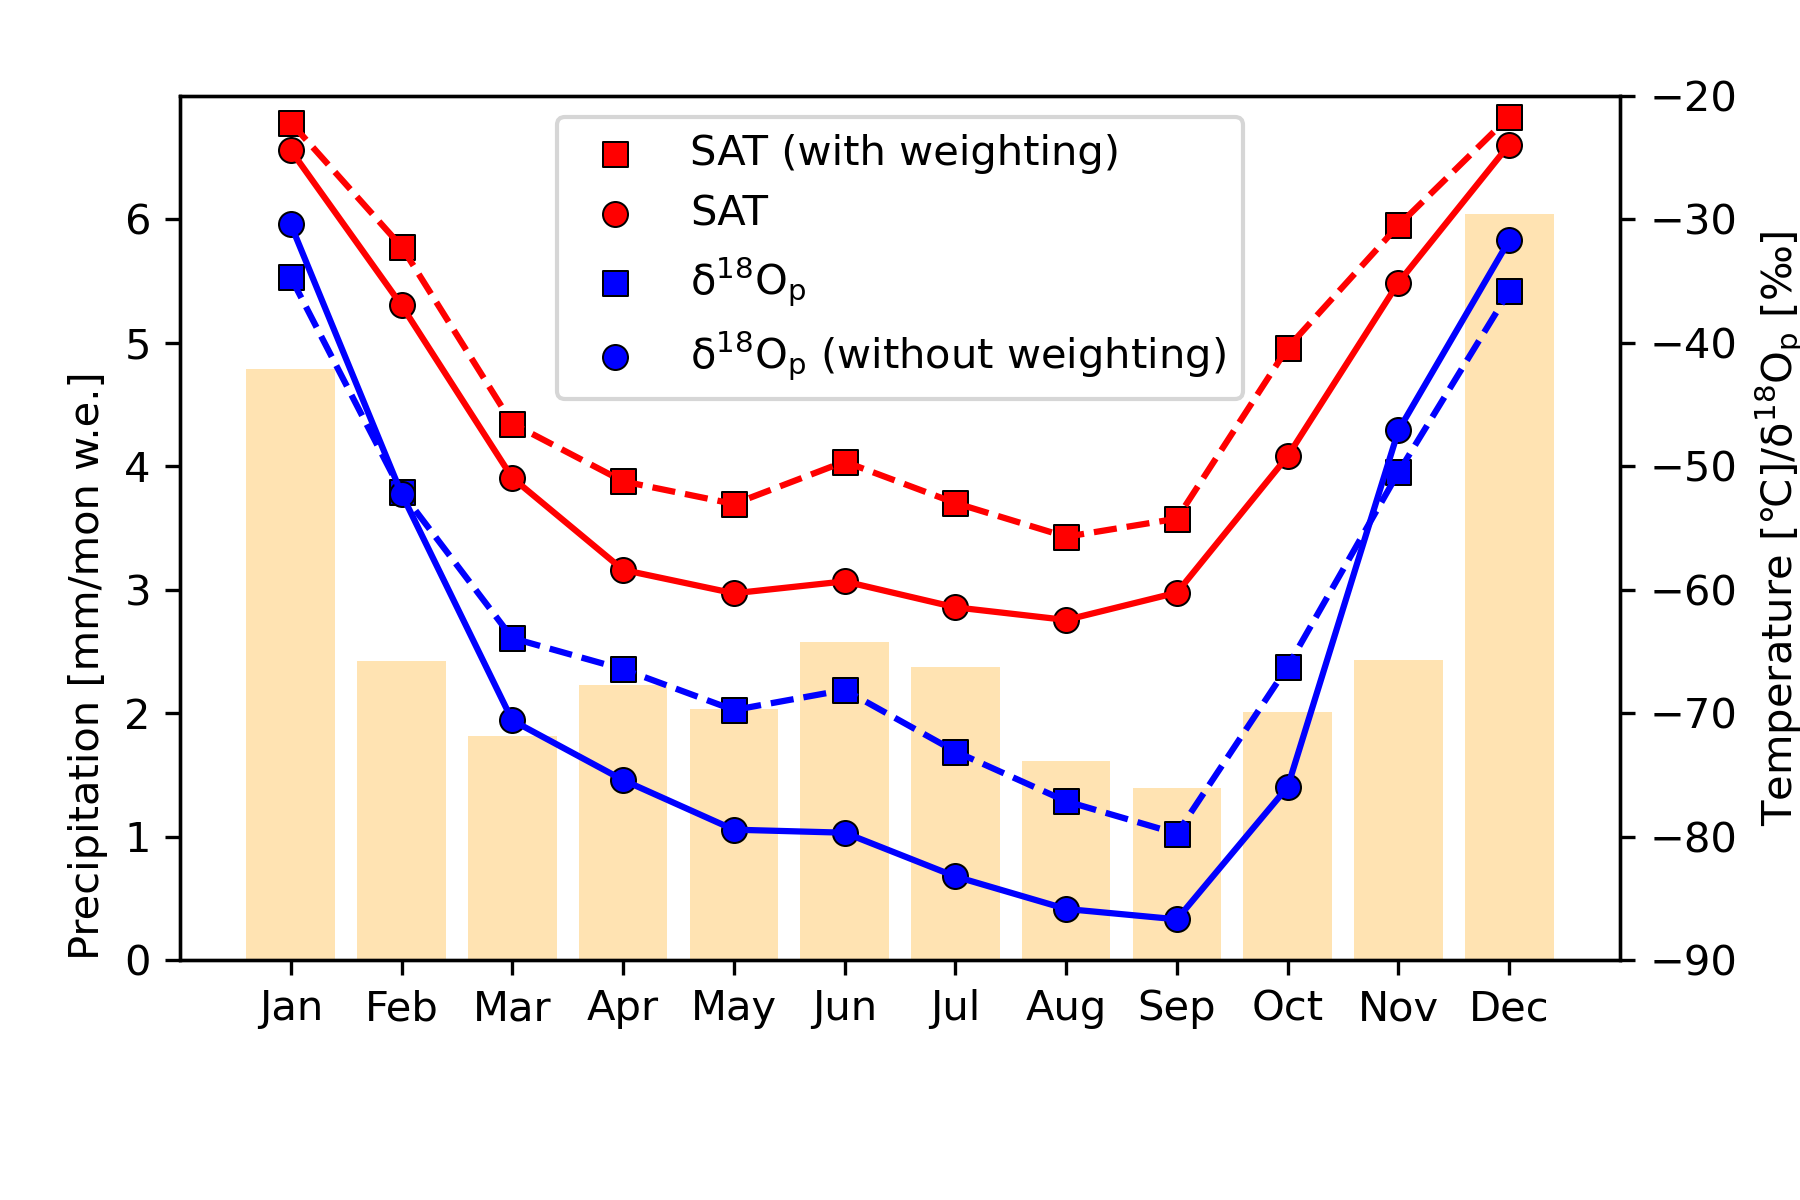 SAT (with weighting)
SAT
δ¹⁸Oₚ
δ¹⁸Oₚ (without weighting)
Precipitation [mm/mon w.e.]
6
5
4
3
2
1
0
Temperature [°C]/δ¹⁸Oₚ [‰]
−20
−30
−40
−50
−60
−70
−80
−90
Jan Feb Mar Apr May Jun Jul Aug Sep Oct Nov Dec